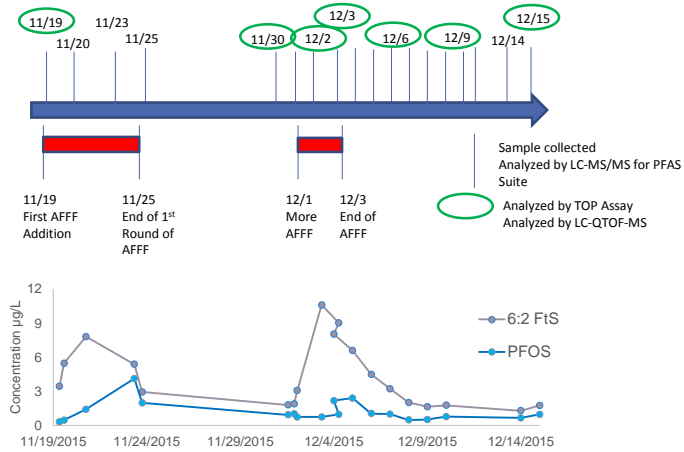 11/19
11/20
11/23
11/25
11/30
12/2
12/3
12/6
12/9
12/14
12/15
Sample collected
Analyzed by LC-MS/MS for PFAS
Suite
Analyzed by TOP Assay
Analyzed by LC-QTOF-MS
11/19
First AFFF
Addition
11/25
End of 1st
Round of
AFFF
12/1
More
AFFF
12/3
End of
AFFF
Concentration µg/L
12
9
6
3
0
11/19/2015
11/24/2015
11/29/2015
12/4/2015
12/9/2015
12/14/2015
6:2 FtS
PFOS